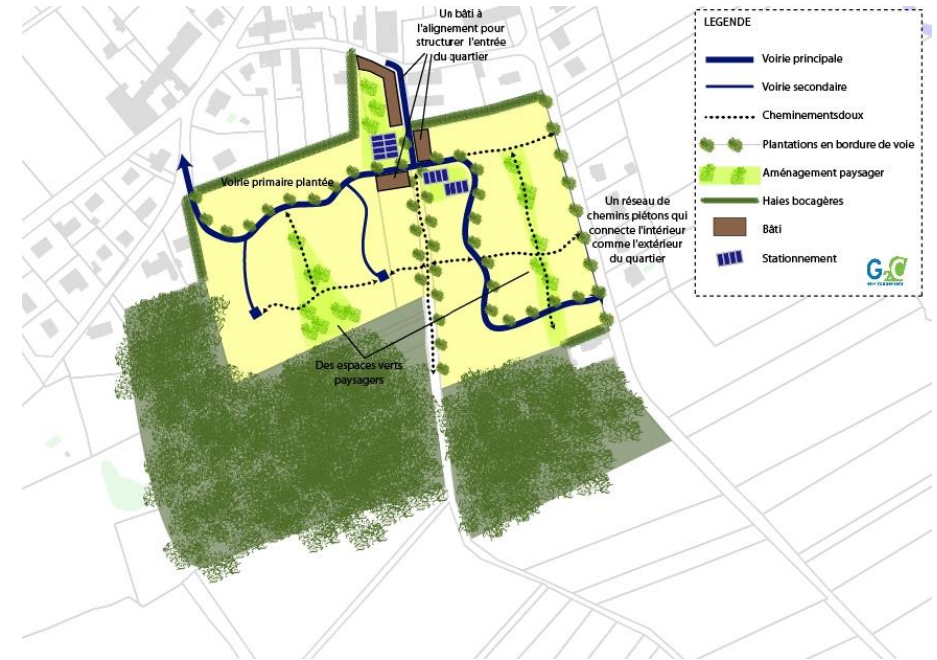 Un bâti à
l'alignement pour
structurer l'entrée
du quartier
Voirie primaire plantée
Un réseau de
chemins piétons qui
connecte l'intérieur
comme l'extérieur
du quartier
Des espaces verts
paysagers
LEGENDE
Voirie principale
Voirie secondaire
Cheminementsdoux
Plantations en bordure de voie
Aménagement paysager
Haies bocagères
Bâti
Stationnement
G2C